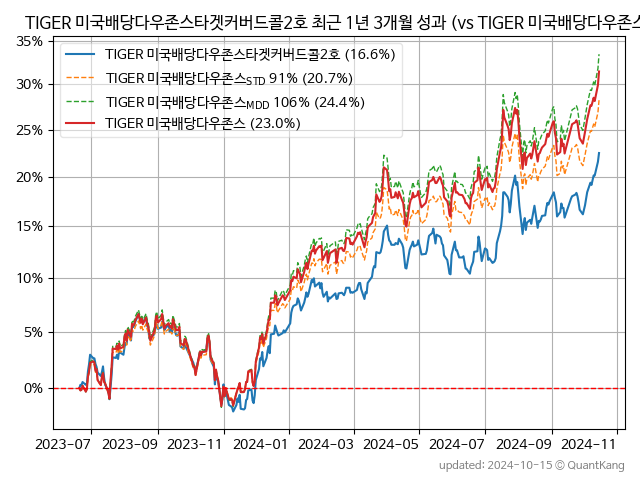 TIGER 미국배당다우존스타겟커버드콜2호 최근 1년 3개월 성과 (vs TIGER 미국배당다우존스
35%
30%
25%
20%
15%
10%
5%
0%
TIGER 미국배당다우존스타겟커버드콜2호 (16.6%)
TIGER 미국배당다우존스STD 91% (20.7%)
TIGER 미국배당다우존스MDD 106% (24.4%)
TIGER 미국배당다우존스 (23.0%)
2023-07 2023-09 2023-11 2024-01 2024-03 2024-05 2024-07 2024-09 2024-11
updated: 2024-10-15 © QuantKang